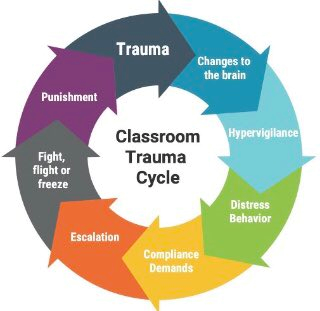 Classroom
Trauma
Cycle
Trauma
Changes to
the brain
Hypervigilance
Distress
Behavior
Compliance
Demands
Escalation
Fight,
flight or
freeze
Punishment